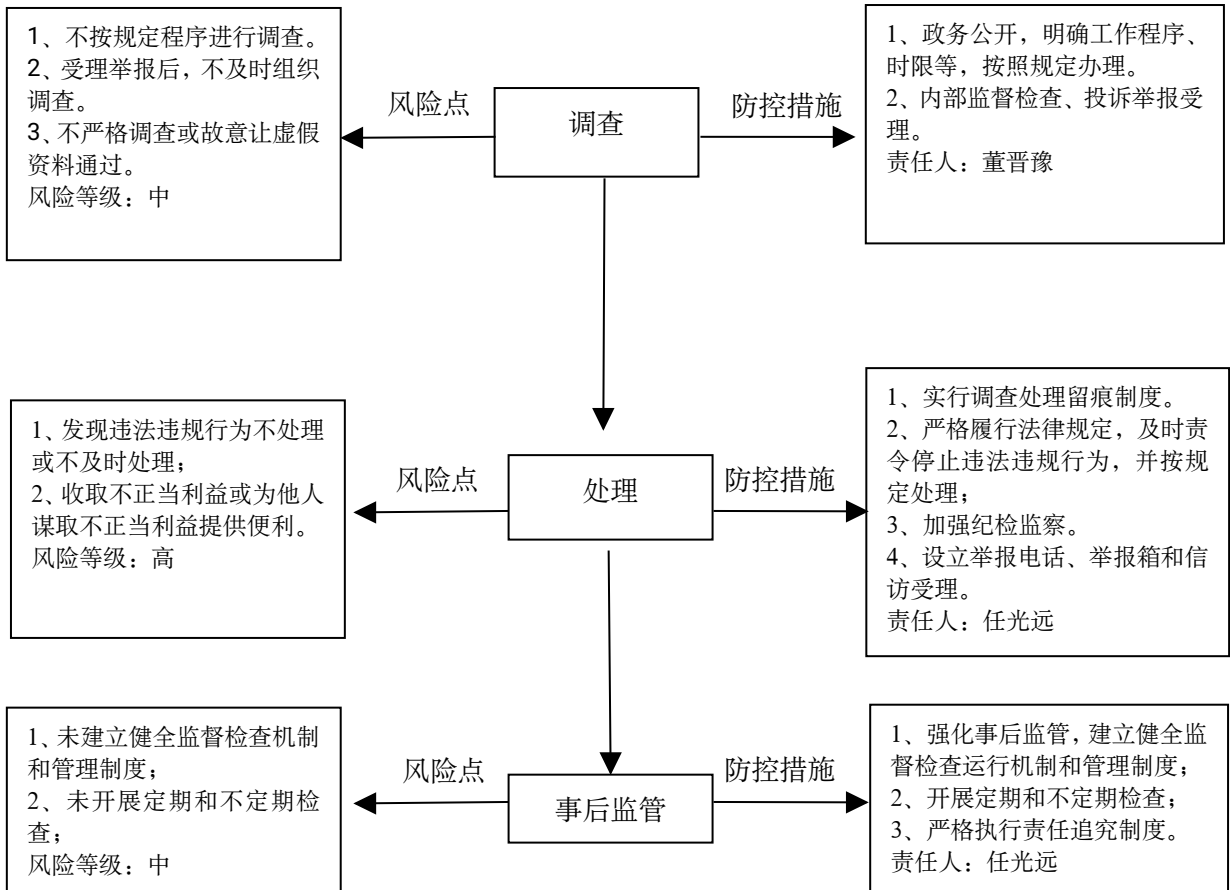 1、不按规定程序进行调查。
2、受理举报后，不及时组织
调查。
3、不严格调查或故意让虚假
资料通过。
风险等级：中
风险点
调查
防控措施
1、政务公开，明确工作程序、
时限等，按照规定办理。
2、内部监督检查、投诉举报受
理。
责任人：董晋豫
1、发现违法违规行为不处理
或不及时处理；
2、收取不正当利益或为他人
谋取不正当利益提供便利。
风险等级：高
风险点
处理
防控措施
1、实行调查处理留痕制度。
2、严格履行法律规定，及时责
令停止违法违规行为，并按规
定处理；
3、加强纪检监察。
4、设立举报电话、举报箱和信
访受理。
责任人：任光远
1、未建立健全监督检查机制
和管理制度；
2、未开展定期和不定期检
查；
风险等级：中
风险点
事后监管
防控措施
1、强化事后监管，建立健全监
督检查运行机制和管理制度；
2、开展定期和不定期检查；
3、严格执行责任追究制度。
责任人：任光远